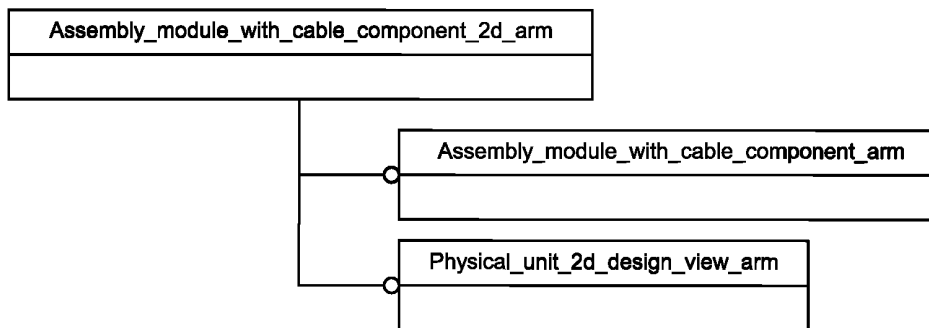 Assembly_module_with_cable_component_2d_arm
Assembly_module_with_cable_component_arm
Physical_unit_2d_design_view_arm